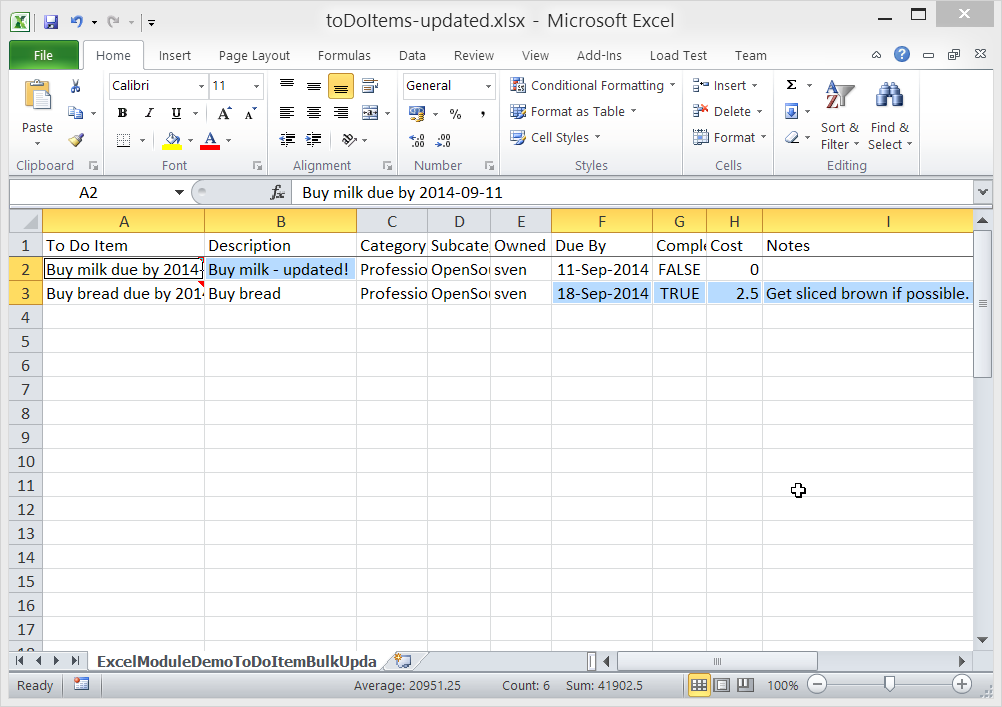 toDoItems-updated.xlsx - Microsoft Excel
File Home Insert Page Layout Formulas Data Review View Add-Ins Load Test Team
Calibri 11 General Conditional Formatting Insert Σ
Paste B I U A A % , Format as Table Delete Sort & Filter Find & Select
A Cell Styles Format
Clipboard Font Alignment Number Styles Cells Editing
A2 fx Buy milk due by 2014-09-11
A B C D E F G H I
1 To Do Item Description Category Subcate Owned Due By Comple Cost Notes
2 Buy milk due by 2014- Buy milk - updated! Professio OpenSou sven 11-Sep-2014 FALSE 0
3 Buy bread due by 201 Buy bread Professio OpenSou sven 18-Sep-2014 TRUE 2.5 Get sliced brown if possible.
4
5
6
7
8
9
10
11
12
13
14
15
16
17
18
ExcelModuleDemoToDoItemBulkUpda
Ready Average: 20951.25 Count: 6 Sum: 41902.5 100%